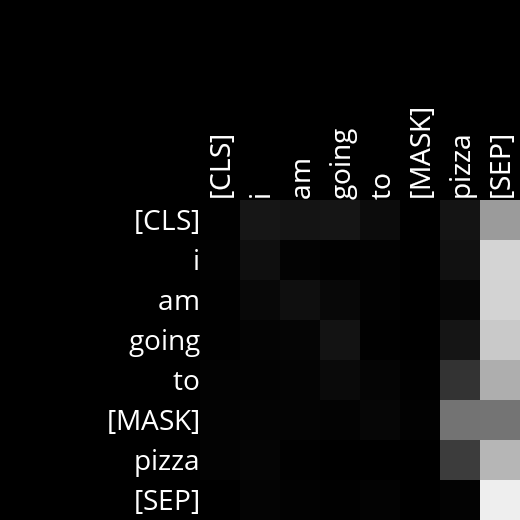 [CLS] i am going to [MASK] pizza [SEP]
[CLS]
i
am
going
to
[MASK]
pizza
[SEP]